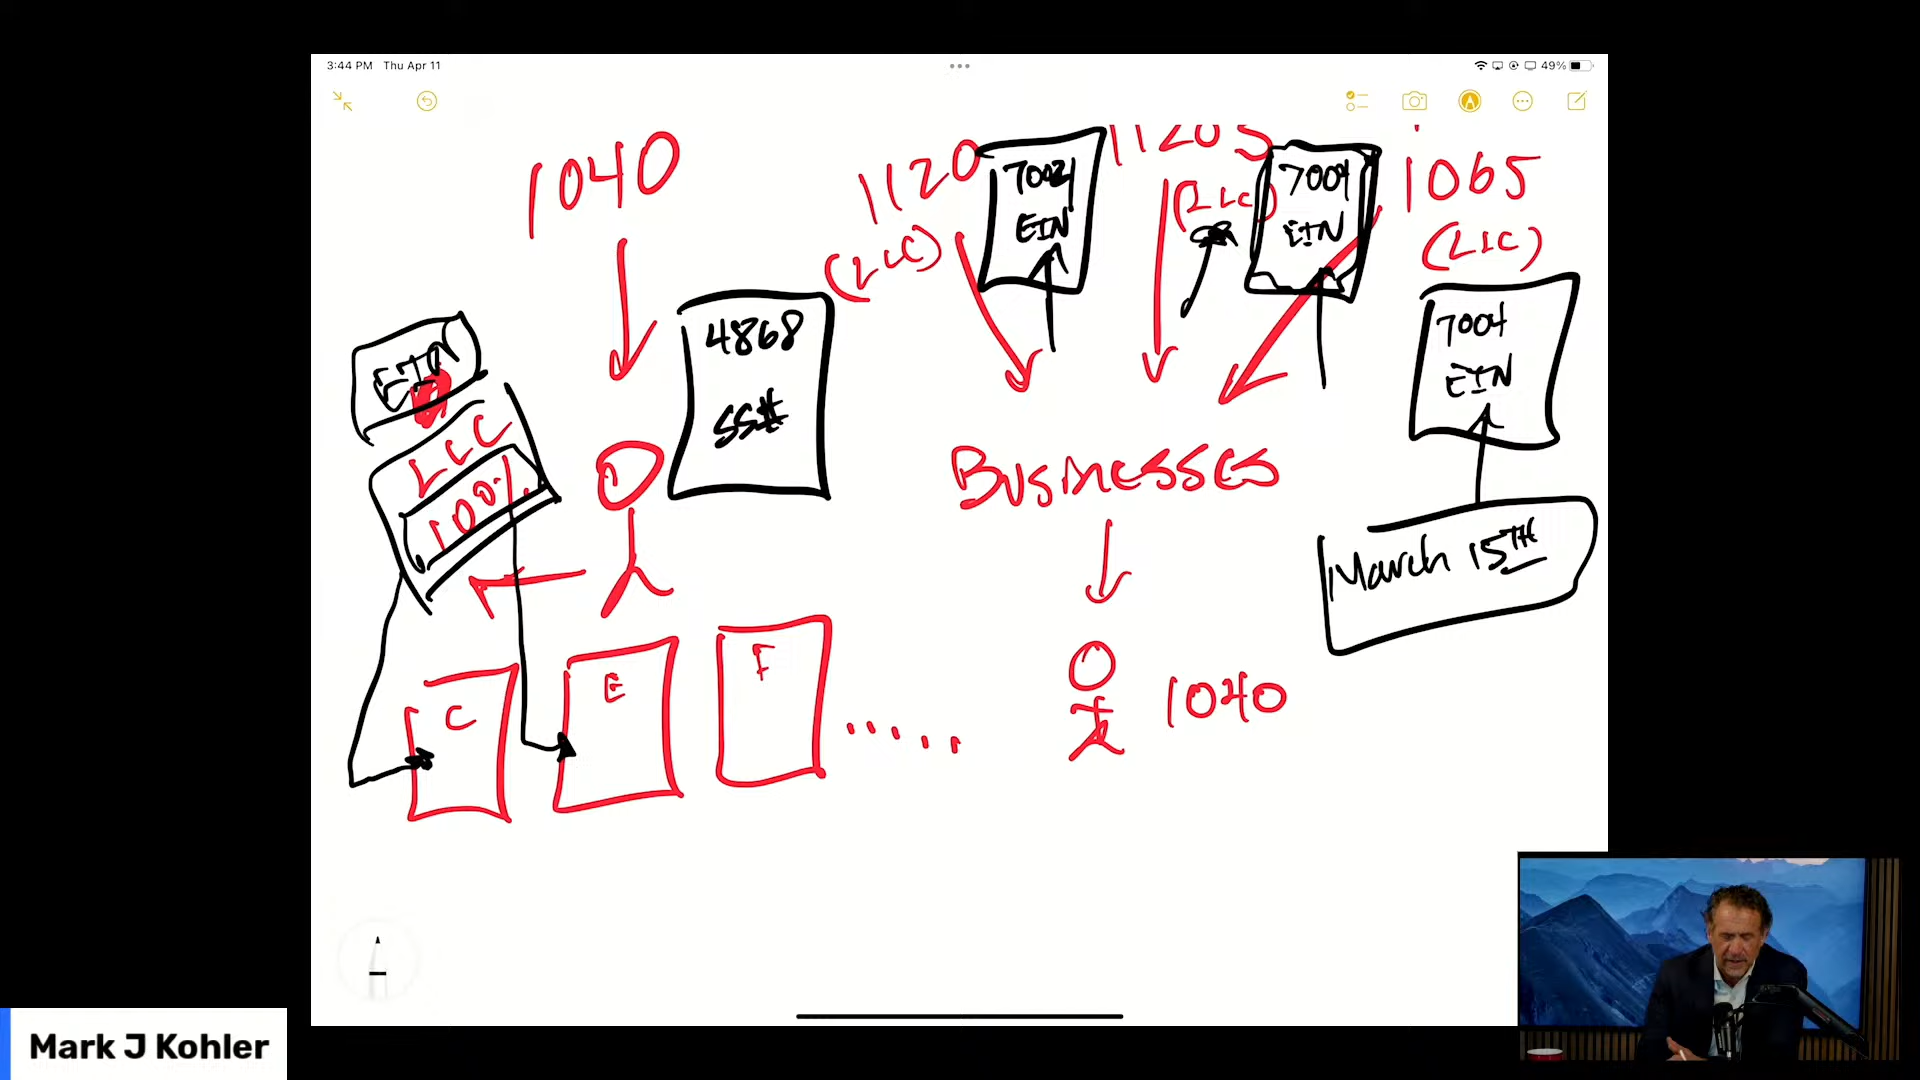 3:44 PM Thu Apr 11
49%
1040
1120
(LLC)
7004
EIN
1120S
(LLC)
7004
EIN
1065
(LLC)
7004
EIN
March 15TH
4868
SS#
EIN
LLC
100%
BUSINESSES
C
E
F
.....
1040
Mark J Kohler